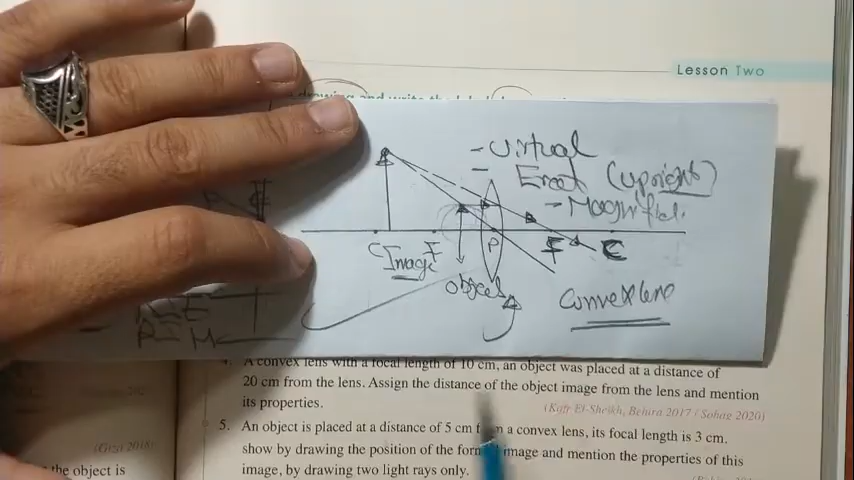 Lesson Two
drawing and write the
- Virtual
- Erect (upright)
- Magnified
C F P F C
Image
object
Convex lens
4. A convex lens with a focal length of 10 cm, an object was placed at a distance of
20 cm from the lens. Assign the distance of the object image from the lens and mention
its properties.
(Kafr El-Sheikh, Behira 2017 / Sohag 2020)
5. An object is placed at a distance of 5 cm from a convex lens, its focal length is 3 cm.
show by drawing the position of the formed image and mention the properties of this
image, by drawing two light rays only.
(Giza 2018)
the object is